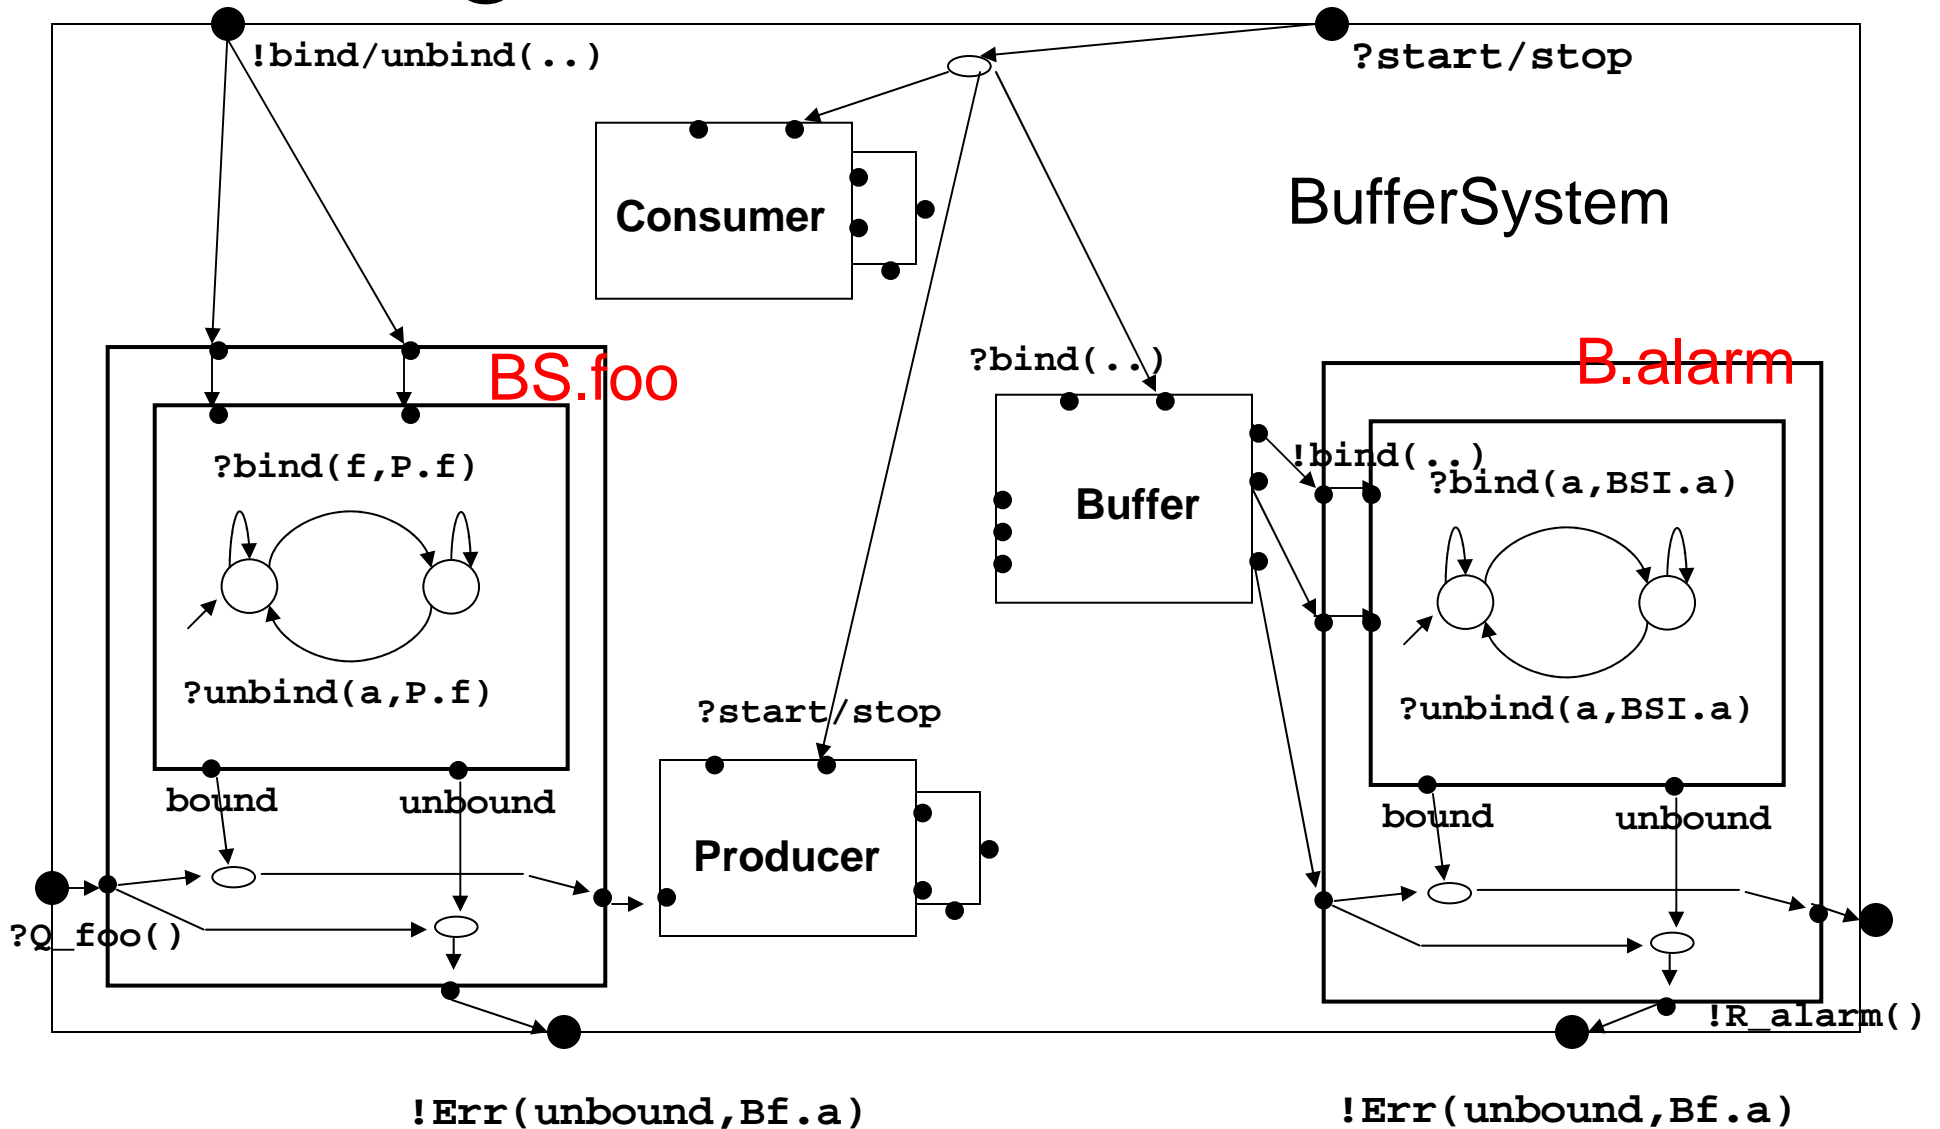 !bind/unbind(..)
?start/stop
Consumer
BufferSystem
BS.foo
?bind(..)
B.alarm
?bind(f,P.f)
!bind(..)
?bind(a,BSI.a)
Buffer
?unbind(a,P.f)
?start/stop
?unbind(a,BSI.a)
bound
unbound
bound
unbound
Producer
?Q_foo()
!R_alarm()
!Err(unbound,Bf.a)
!Err(unbound,Bf.a)